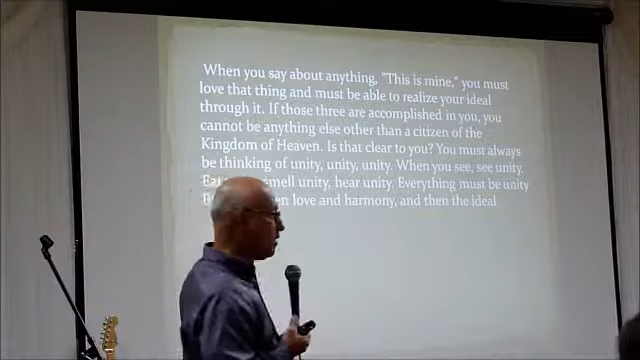 When you say about anything, "This is mine," you must
love that thing and must be able to realize your ideal
through it. If those three are accomplished in you, you
cannot be anything else other than a citizen of the
Kingdom of Heaven. Is that clear to you? You must always
be thinking of unity, unity, unity. When you see, see unity.
Eat smell unity, hear unity. Everything must be unity
love and harmony, and then the ideal